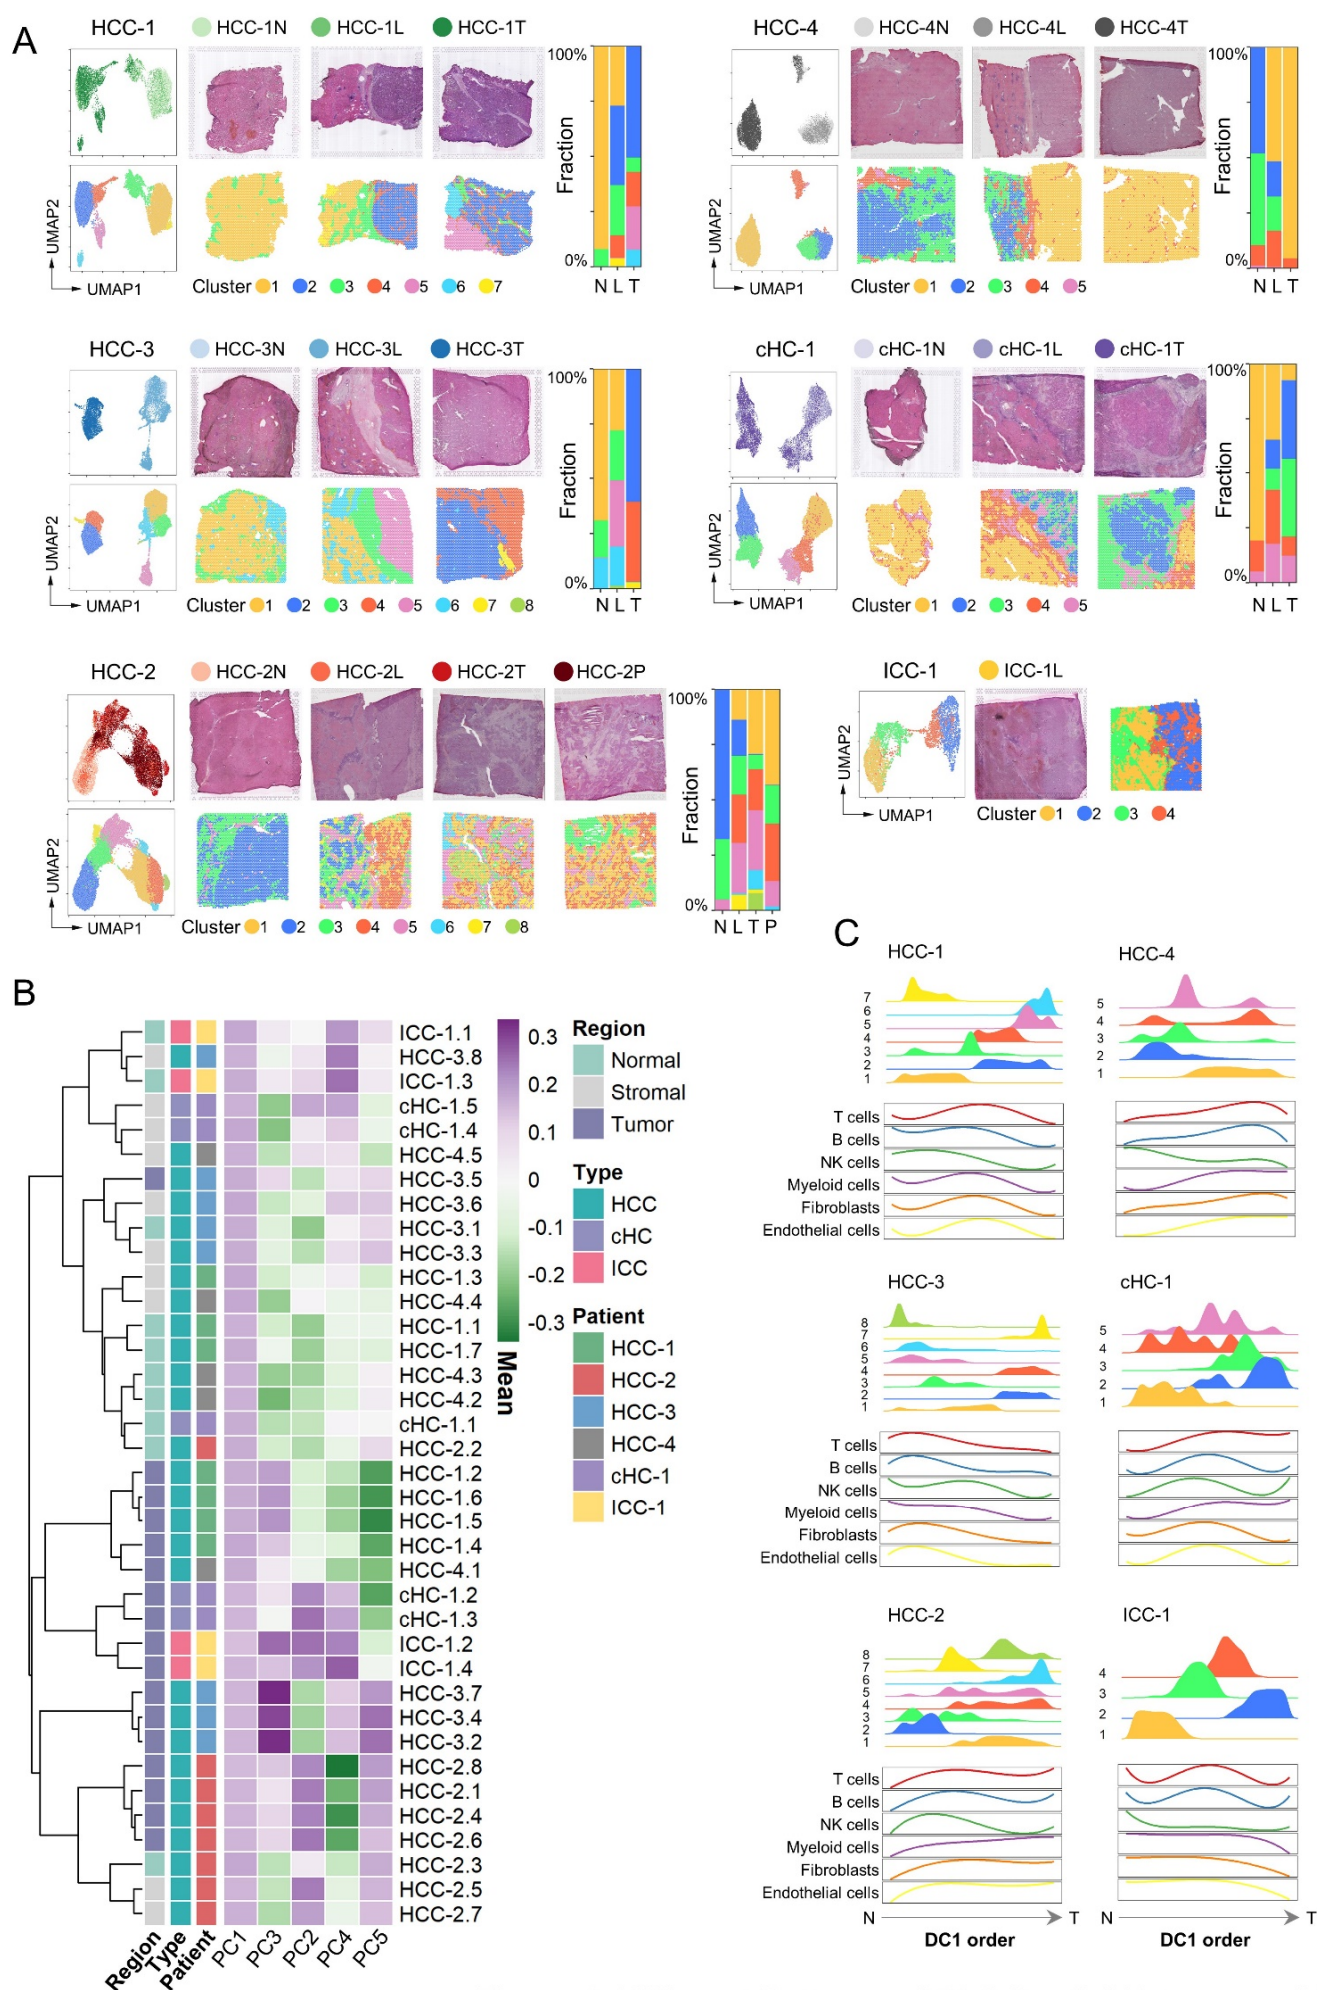 A
HCC-1 HCC-1N HCC-1L HCC-1T
100%
Fraction
0%
N L T
UMAP2
UMAP1
Cluster 1 2 3 4 5 6 7
HCC-4 HCC-4N HCC-4L HCC-4T
100%
Fraction
0%
N L T
UMAP2
UMAP1
Cluster 1 2 3 4 5
HCC-3 HCC-3N HCC-3L HCC-3T
100%
Fraction
0%
N L T
UMAP2
UMAP1
Cluster 1 2 3 4 5 6 7 8
cHC-1 cHC-1N cHC-1L cHC-1T
100%
Fraction
0%
N L T
UMAP2
UMAP1
Cluster 1 2 3 4 5
HCC-2 HCC-2N HCC-2L HCC-2T HCC-2P
100%
Fraction
0%
N L T P
UMAP2
UMAP1
Cluster 1 2 3 4 5 6 7 8
ICC-1 ICC-1L
UMAP2
UMAP1
Cluster 1 2 3 4
B
ICC-1.1
HCC-3.8
ICC-1.3
cHC-1.5
cHC-1.4
HCC-4.5
HCC-3.5
HCC-3.6
HCC-3.1
HCC-3.3
HCC-1.3
HCC-4.4
HCC-1.1
HCC-1.7
HCC-4.3
HCC-4.2
cHC-1.1
HCC-2.2
HCC-1.2
HCC-1.6
HCC-1.5
HCC-1.4
HCC-4.1
cHC-1.2
cHC-1.3
ICC-1.2
ICC-1.4
HCC-3.7
HCC-3.4
HCC-3.2
HCC-2.8
HCC-2.1
HCC-2.4
HCC-2.6
HCC-2.3
HCC-2.5
HCC-2.7
Region Type Patient PC1 PC3 PC2 PC4 PC5
0.3
0.2
0.1
0
-0.1
-0.2
-0.3
Mean
Region
Normal
Stromal
Tumor
Type
HCC
cHC
ICC
Patient
HCC-1
HCC-2
HCC-3
HCC-4
cHC-1
ICC-1
C
HCC-1
7
6
5
4
3
2
1
T cells
B cells
NK cells
Myeloid cells
Fibroblasts
Endothelial cells
HCC-4
5
4
3
2
1
HCC-3
8
7
6
5
4
3
2
1
T cells
B cells
NK cells
Myeloid cells
Fibroblasts
Endothelial cells
cHC-1
5
4
3
2
1
HCC-2
8
7
6
5
4
3
2
1
T cells
B cells
NK cells
Myeloid cells
Fibroblasts
Endothelial cells
N T
DC1 order
ICC-1
4
3
2
1
N T
DC1 order